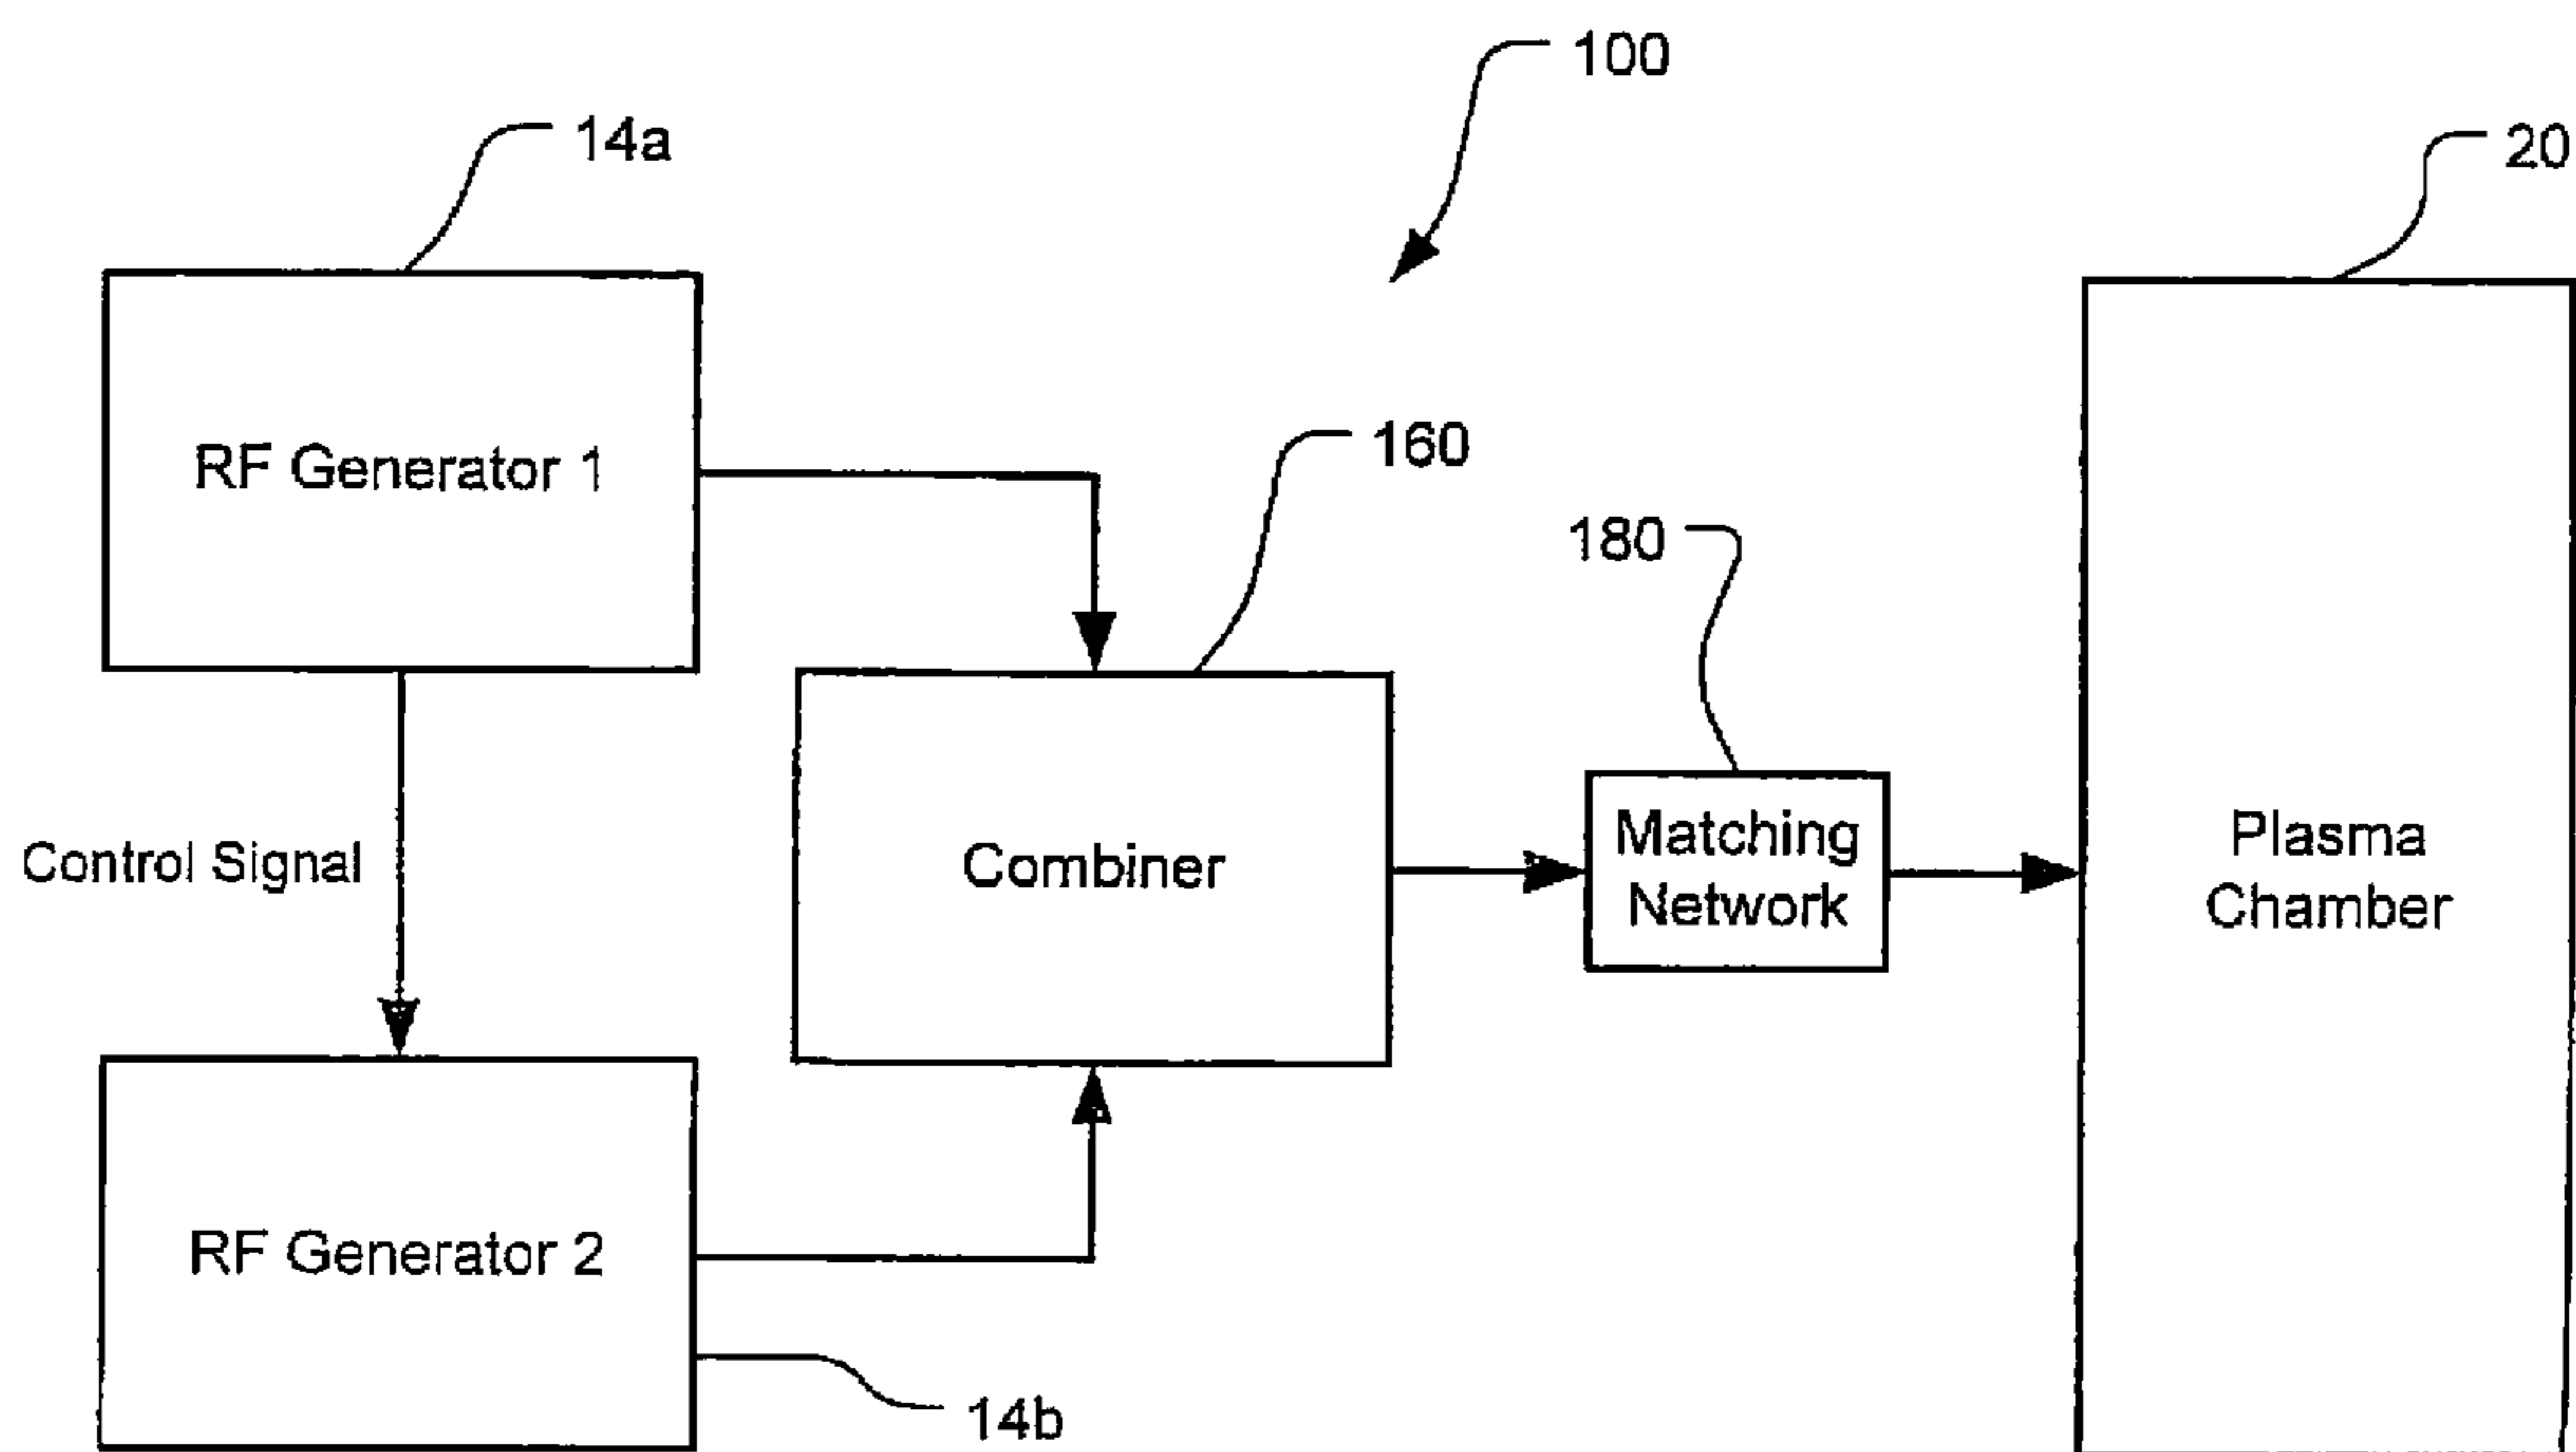 100
14a
20
RF Generator 1
160
180
Control Signal
Combiner
Matching
Network
Plasma
Chamber
RF Generator 2
14b